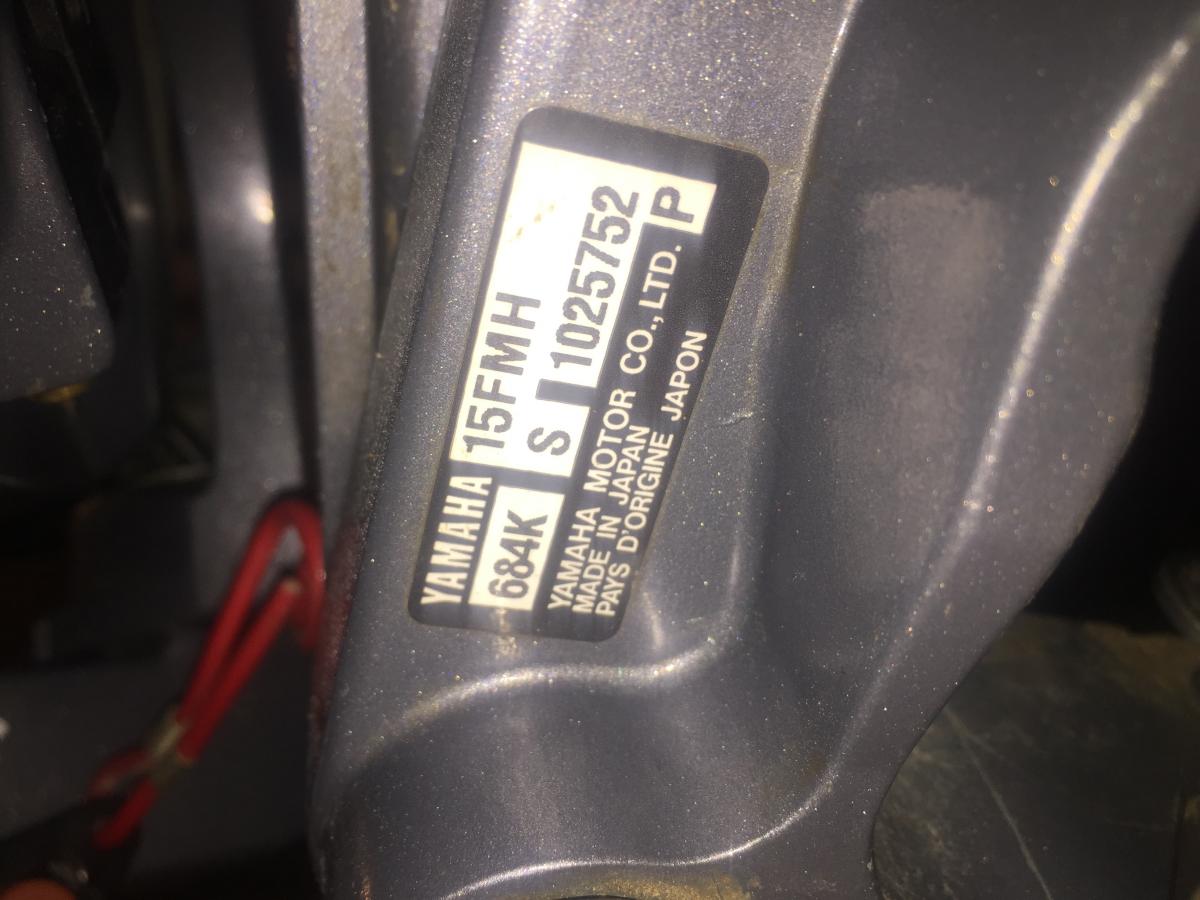 YAMAHA 15FMH
684K S 1025752
YAMAHA MOTOR CO., LTD. P
MADE IN JAPAN
PAYS D'ORIGINE JAPON